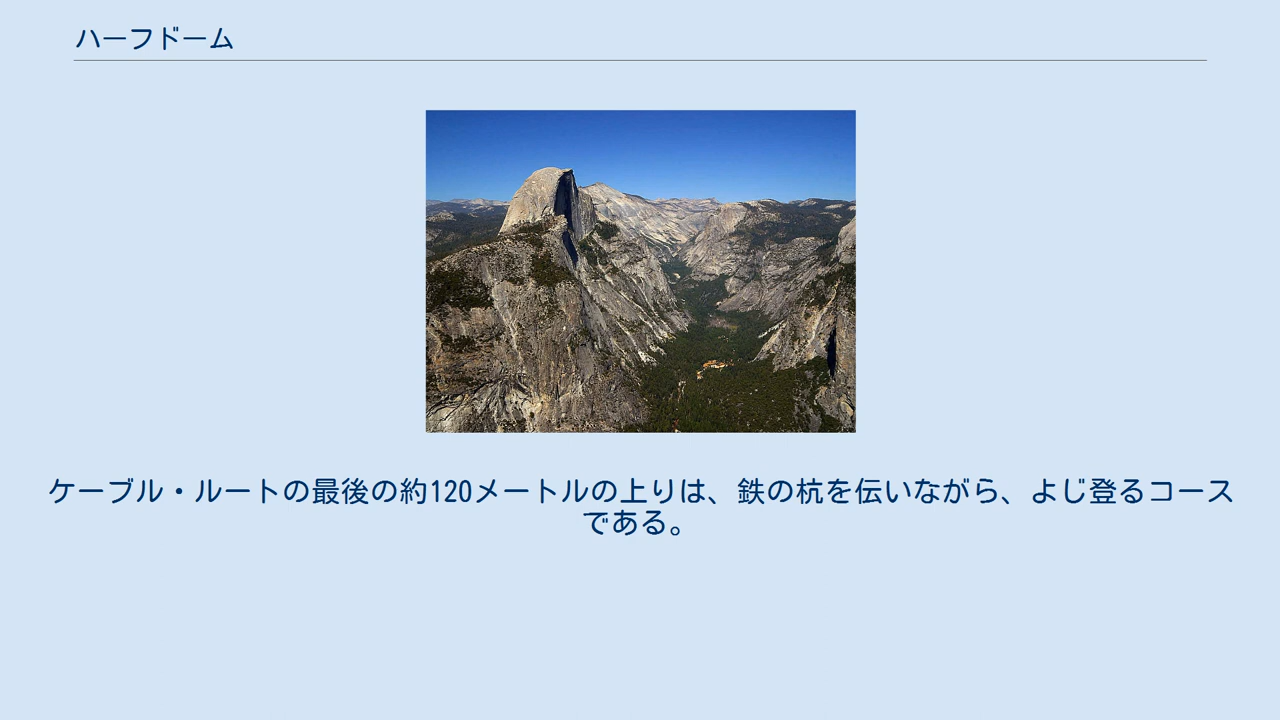 ハーフドーム
ケーブル・ルートの最後の約120メートルの上りは、鉄の杭を伝いながら、よじ登るコース
である。